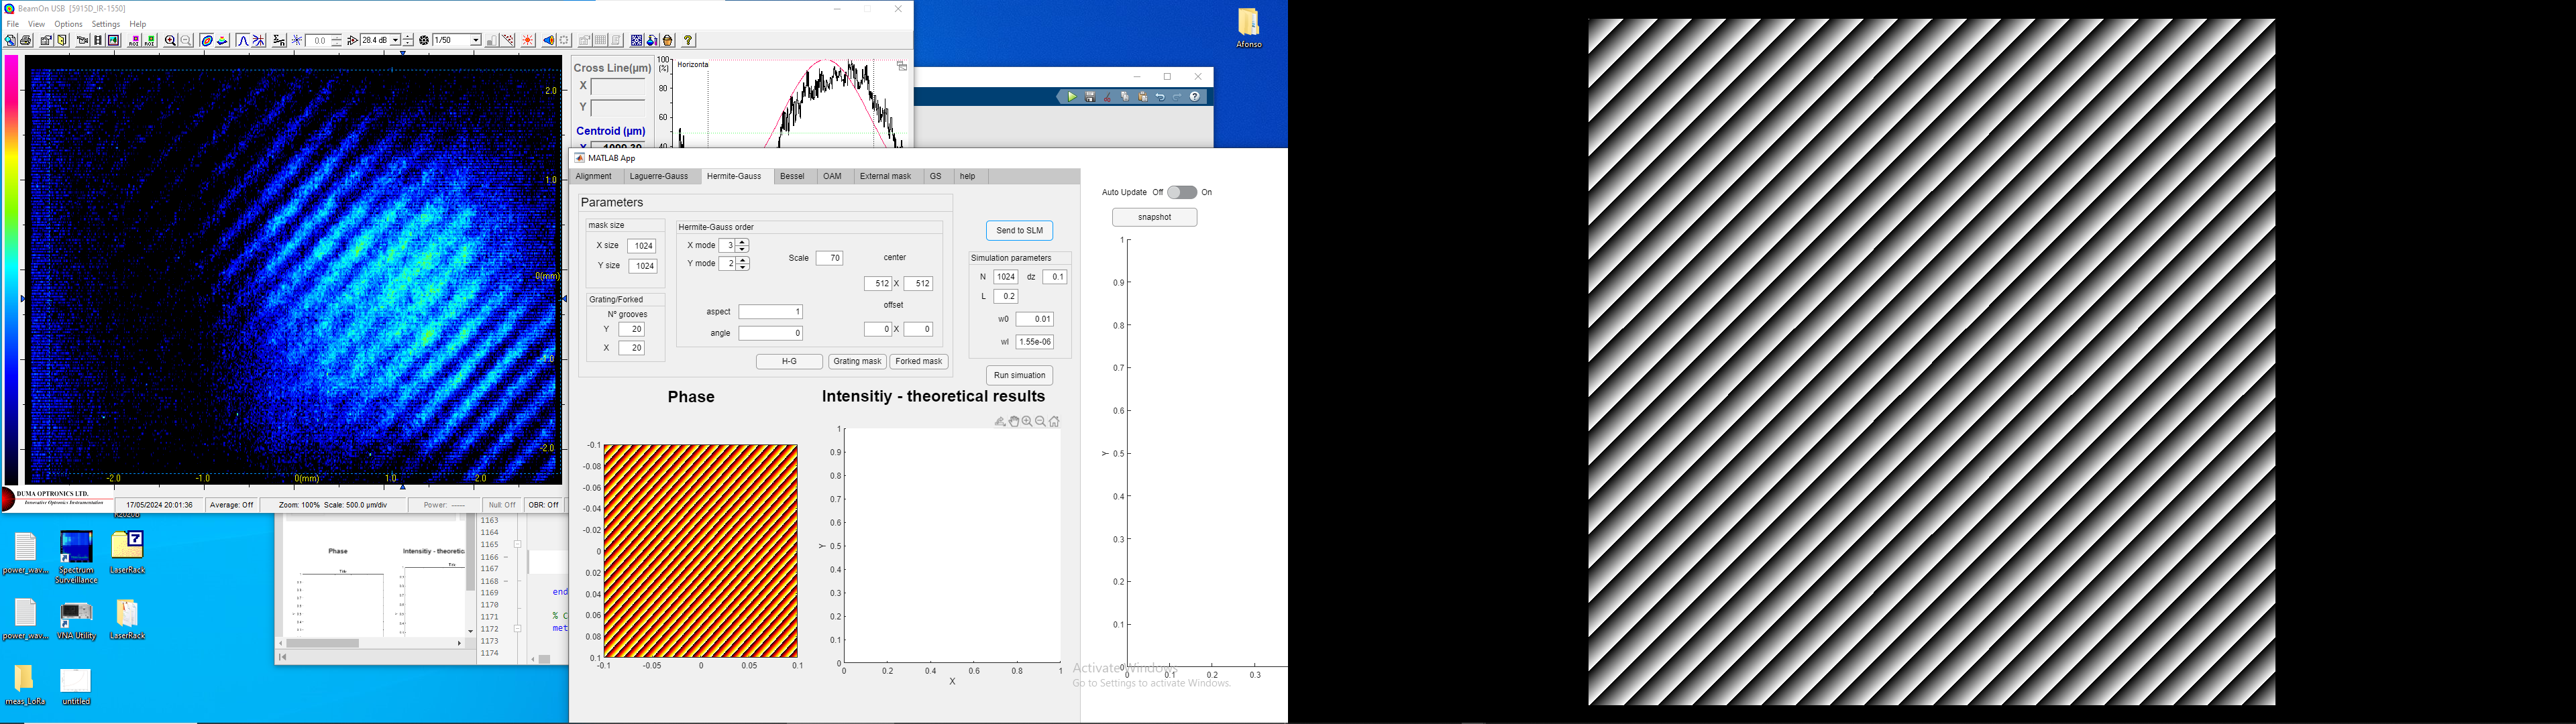 BeamOn USB [5915D_IR-1550]
File View Options Settings Help
0.0 28.4 dB 1/50
Cross Line(µm)
X
Y
Centroid (µm)
X 1090.39
100
(%)
80
60
40
Horizonta
2.0
1.0
0(mm)
-1.0
-2.0
-2.0 -1.0 0(mm) 1.0 2.0
DUMA OPTRONICS LTD.
Innovative Optronics Instrumentation
17/05/2024 20:01:36 Average: Off Zoom: 100% Scale: 500.0 µm/div Power: ----- Null: Off OBR: Off
Afonso
MATLAB App
Alignment Laguerre-Gauss Hermite-Gauss Bessel OAM External mask GS help
Parameters
mask size
X size 1024
Y size 1024
Grating/Forked
Nº grooves
Y 20
X 20
Hermite-Gauss order
X mode 3
Y mode 2
Scale 70
center
512 X 512
offset
0 X 0
aspect 1
angle 0
H-G Grating mask Forked mask
Send to SLM
Simulation parameters
N 1024 dz 0.1
L 0.2
w0 0.01
wl 1.55e-06
Run simuation
Auto Update Off On
snapshot
Phase
Intensitiy - theoretical results
-0.1
-0.08
-0.06
-0.04
-0.02
0
0.02
0.04
0.06
0.08
0.1
-0.1 -0.05 0 0.05 0.1
1
0.9
0.8
0.7
0.6
0.5
0.4
0.3
0.2
0.1
0
Y
0 0.2 0.4 0.6 0.8 1
X
1
0.9
0.8
0.7
0.6
0.5
0.4
0.3
0.2
0.1
0
Y
0 0.1 0.2 0.3
Activate Windows
Go to Settings to activate Windows.
Phase
Intensitiy - theoretic
1163
1164
1165
1166
1167
1168
1169
1170
1171
1172
1173
1174
end
% C
met
power_wav...
Spectrum Surveillance
LaserRack
power_wav...
VNA Utility
LaserRack
meas_LoRa
untitled